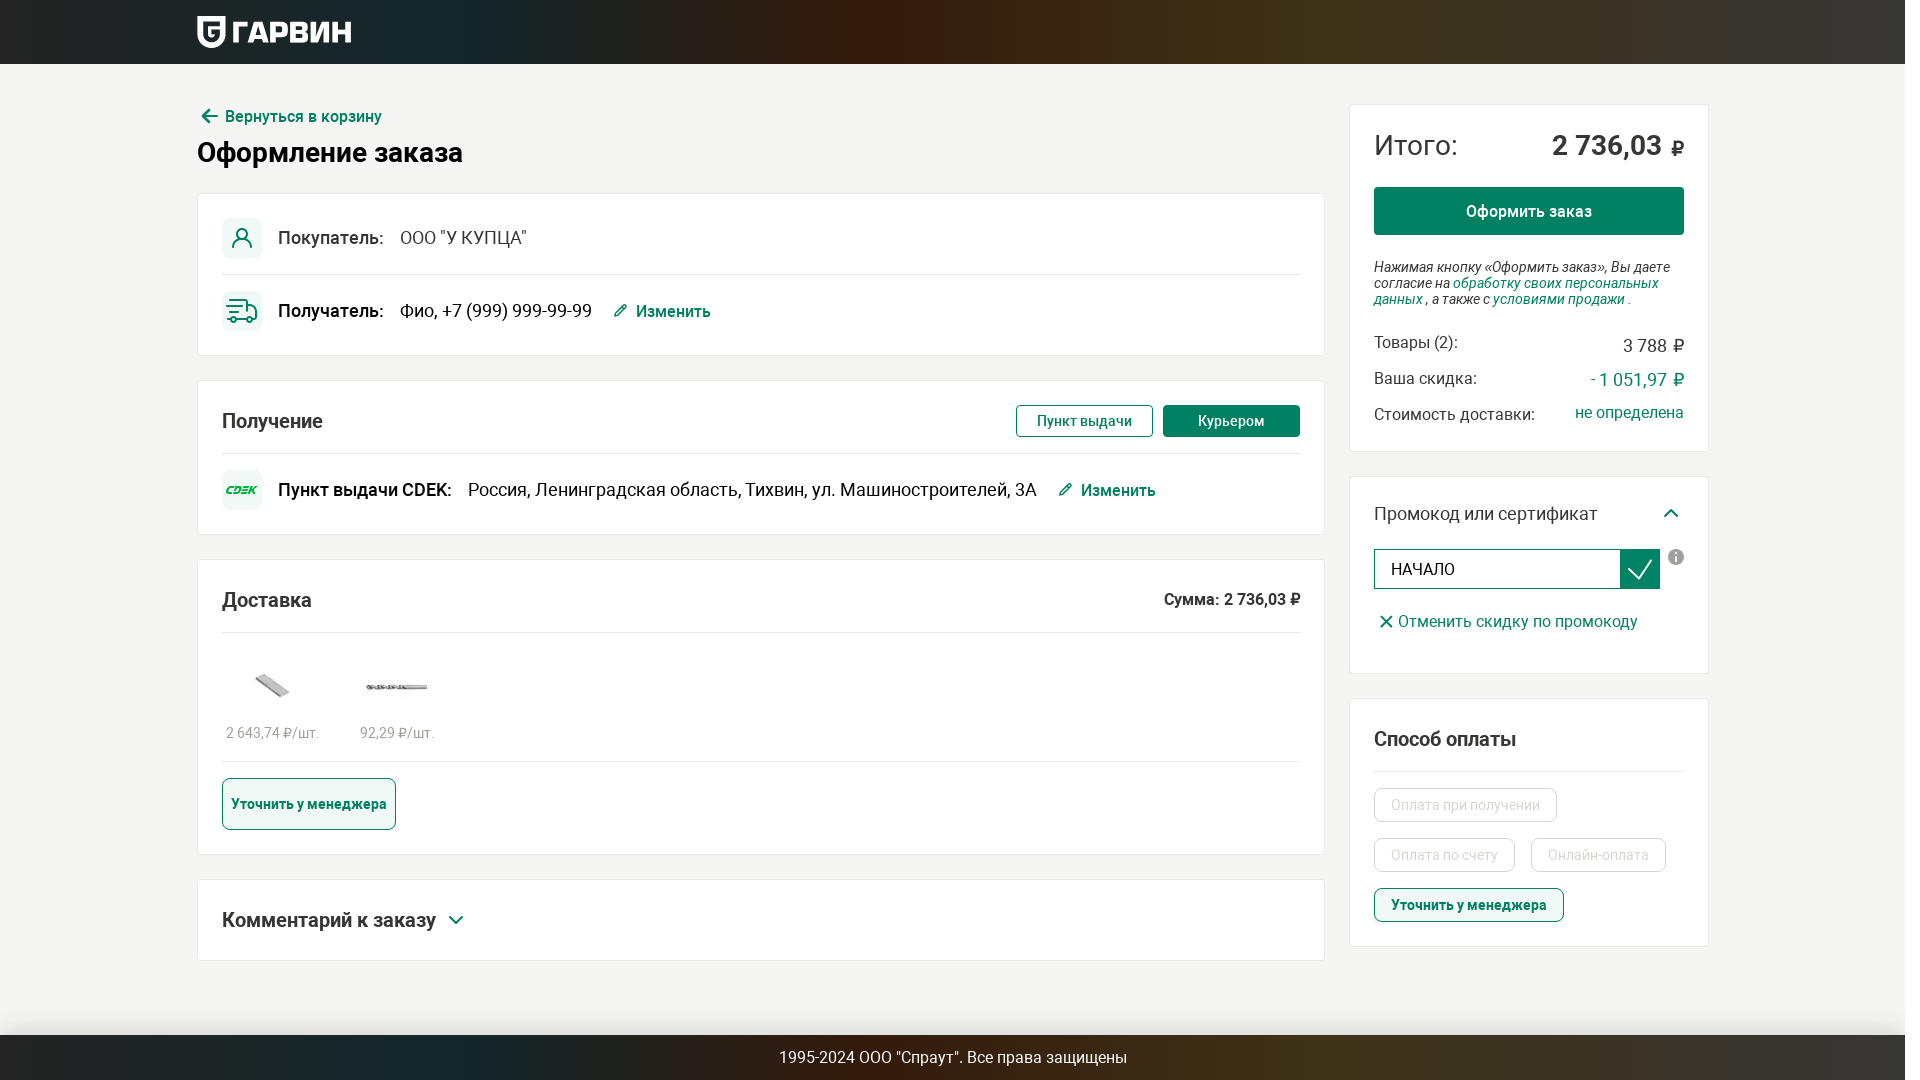 ГАРВИН
Вернуться в корзину
Оформление заказа
Покупатель: ООО "У КУПЦА"
Получатель: Фио, +7 (999) 999-99-99 Изменить
Получение Пункт выдачи Курьером
CDEK Пункт выдачи CDEK: Россия, Ленинградская область, Тихвин, ул. Машиностроителей, 3А Изменить
Доставка Сумма: 2 736,03 ₽
2 643,74 ₽/шт. 92,29 ₽/шт.
Уточнить у менеджера
Комментарий к заказу
Итого: 2 736,03 ₽
Оформить заказ
Нажимая кнопку «Оформить заказ», Вы даете
согласие на обработку своих персональных
данных , а также с условиями продажи .
Товары (2): 3 788 ₽
Ваша скидка: - 1 051,97 ₽
Стоимость доставки: не определена
Промокод или сертификат
НАЧАЛО
Отменить скидку по промокоду
Способ оплаты
Оплата при получении
Оплата по счету Онлайн-оплата
Уточнить у менеджера
1995-2024 ООО "Спраут". Все права защищены